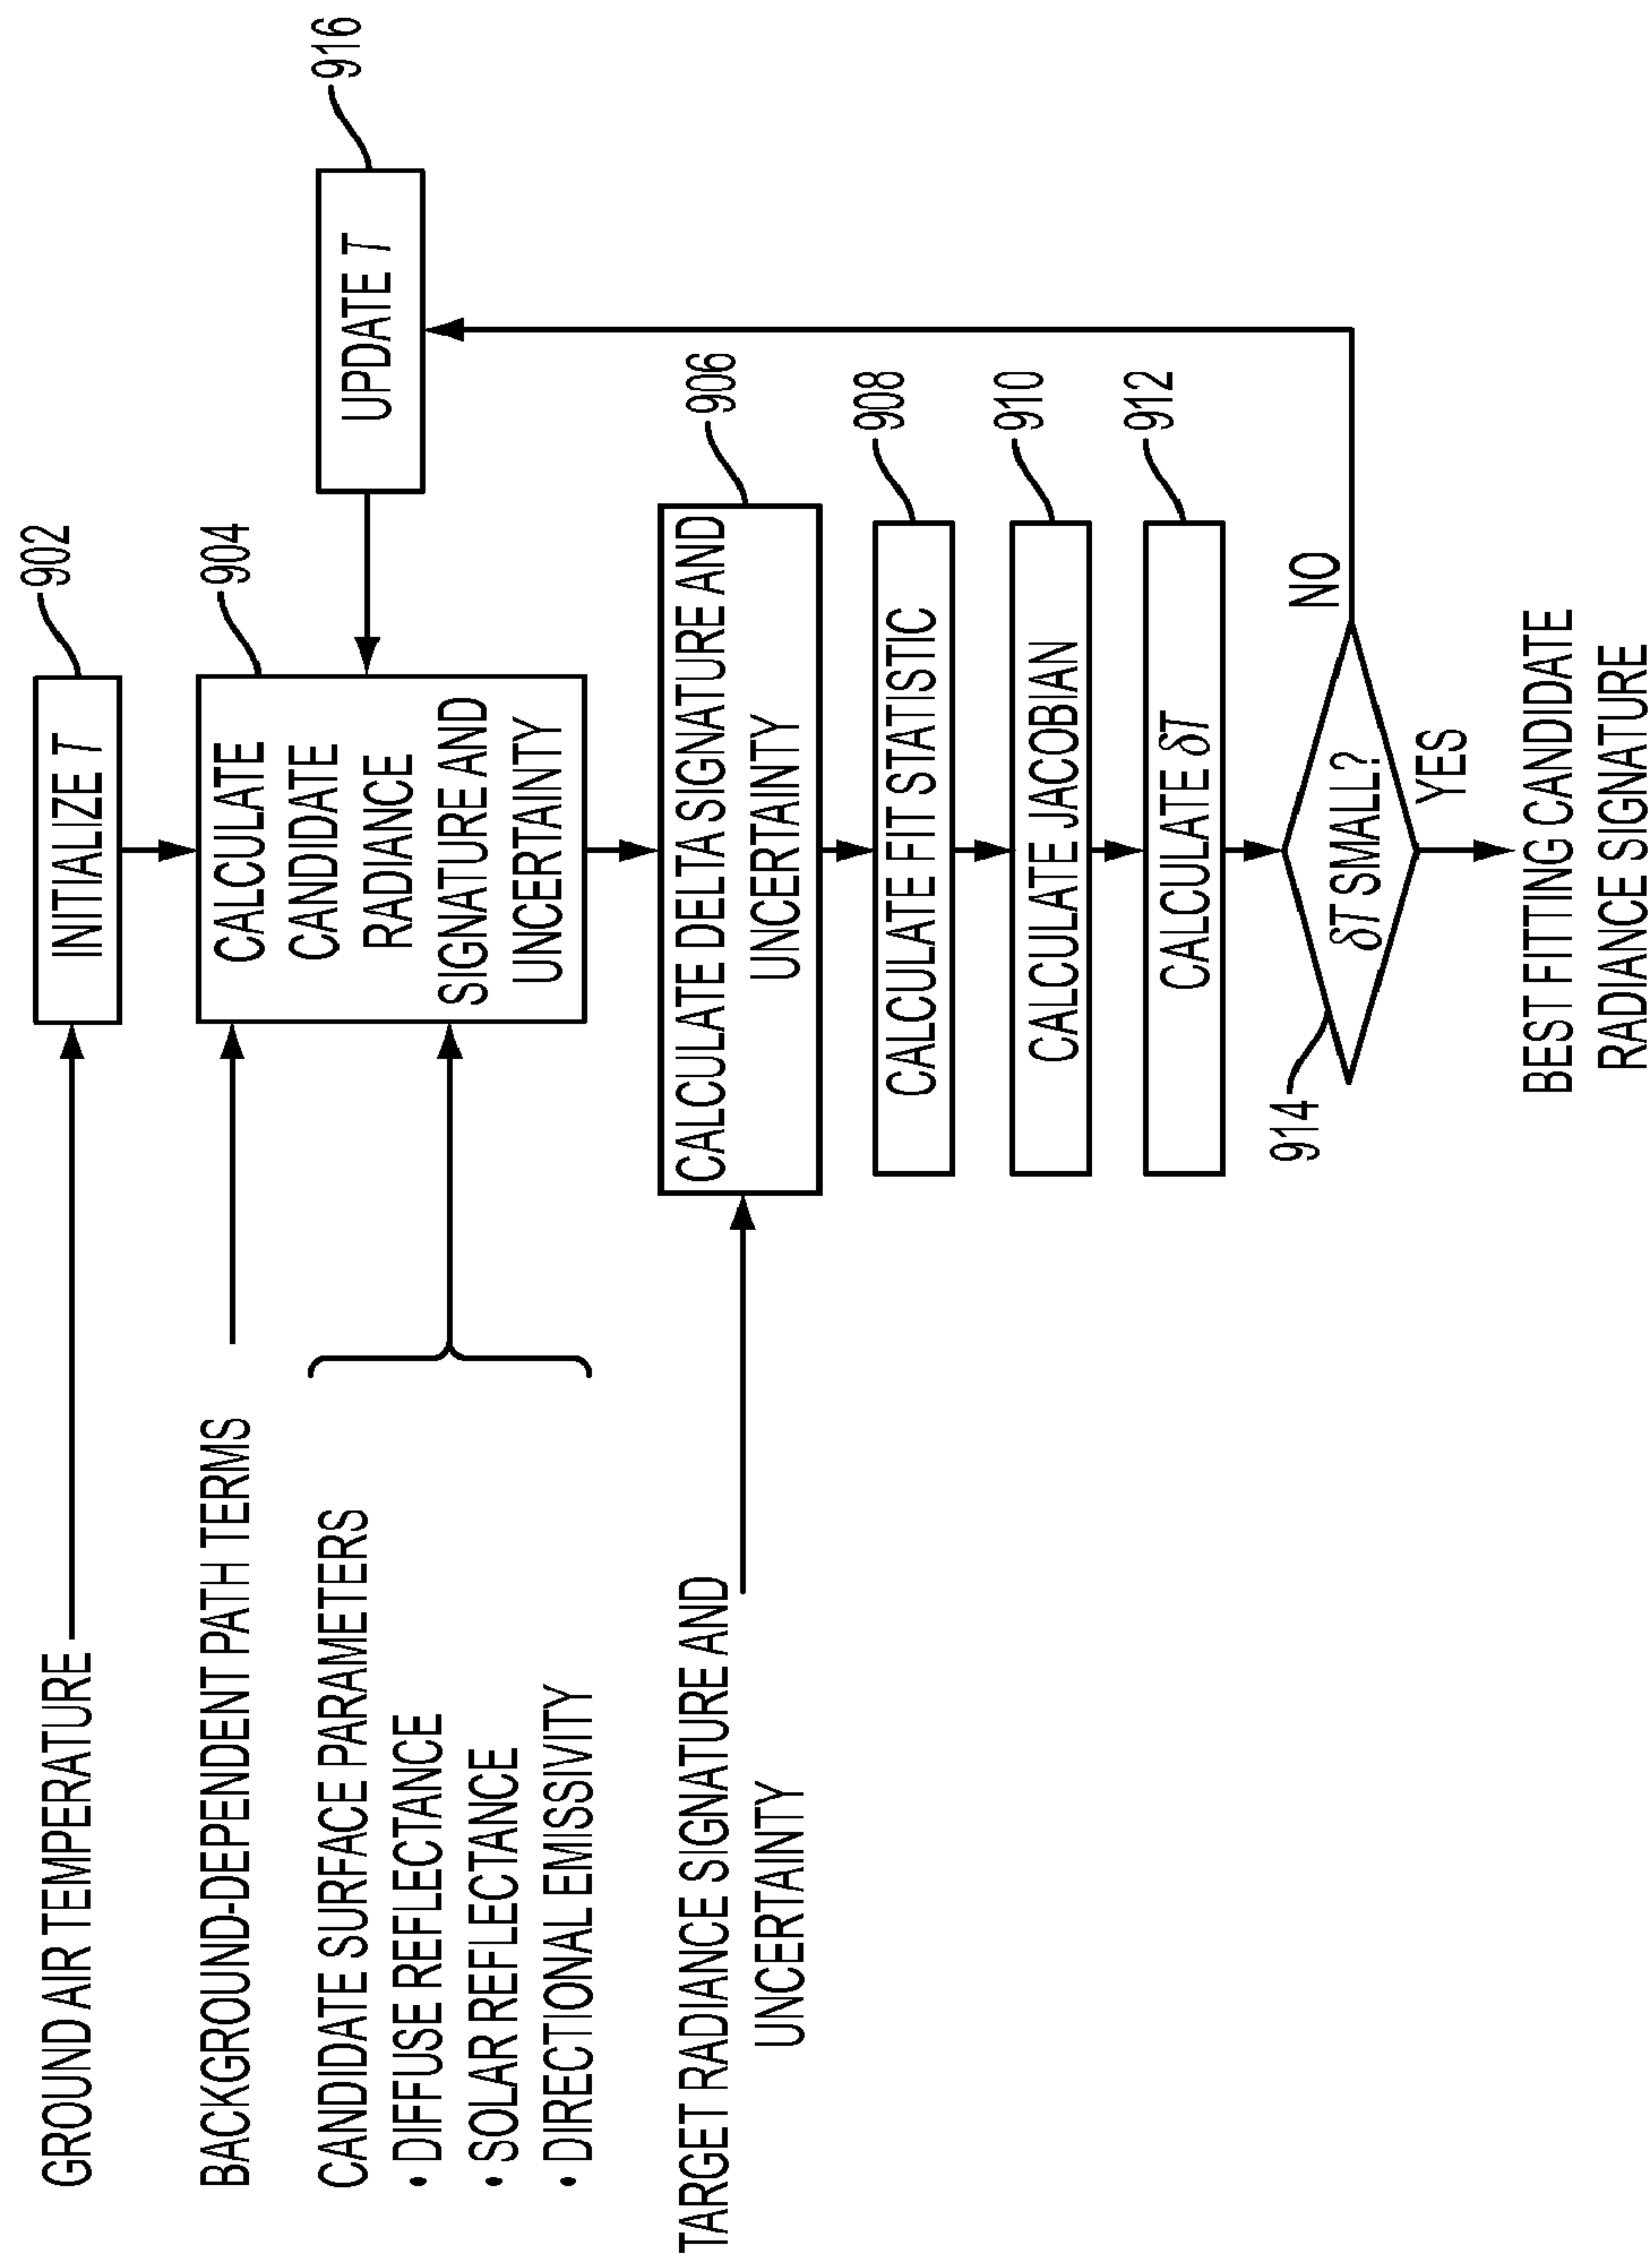 GROUND AIR TEMPERATURE
INITIALIZE T
902
BACKGROUND-DEPENDENT PATH TERMS
CANDIDATE SURFACE PARAMETERS
• DIFFUSE REFLECTANCE
• SOLAR REFLECTANCE
• DIRECTIONAL EMISSIVITY
CALCULATE
CANDIDATE
RADIANCE
SIGNATURE AND
UNCERTAINTY
904
UPDATE T
916
TARGET RADIANCE SIGNATURE AND
UNCERTAINTY
CALCULATE DELTA SIGNATURE AND
UNCERTAINTY
906
CALCULATE FIT STATISTIC
908
CALCULATE JACOBIAN
910
CALCULATE δT
912
914
δT SMALL?
NO
YES
BEST FITTING CANDIDATE
RADIANCE SIGNATURE